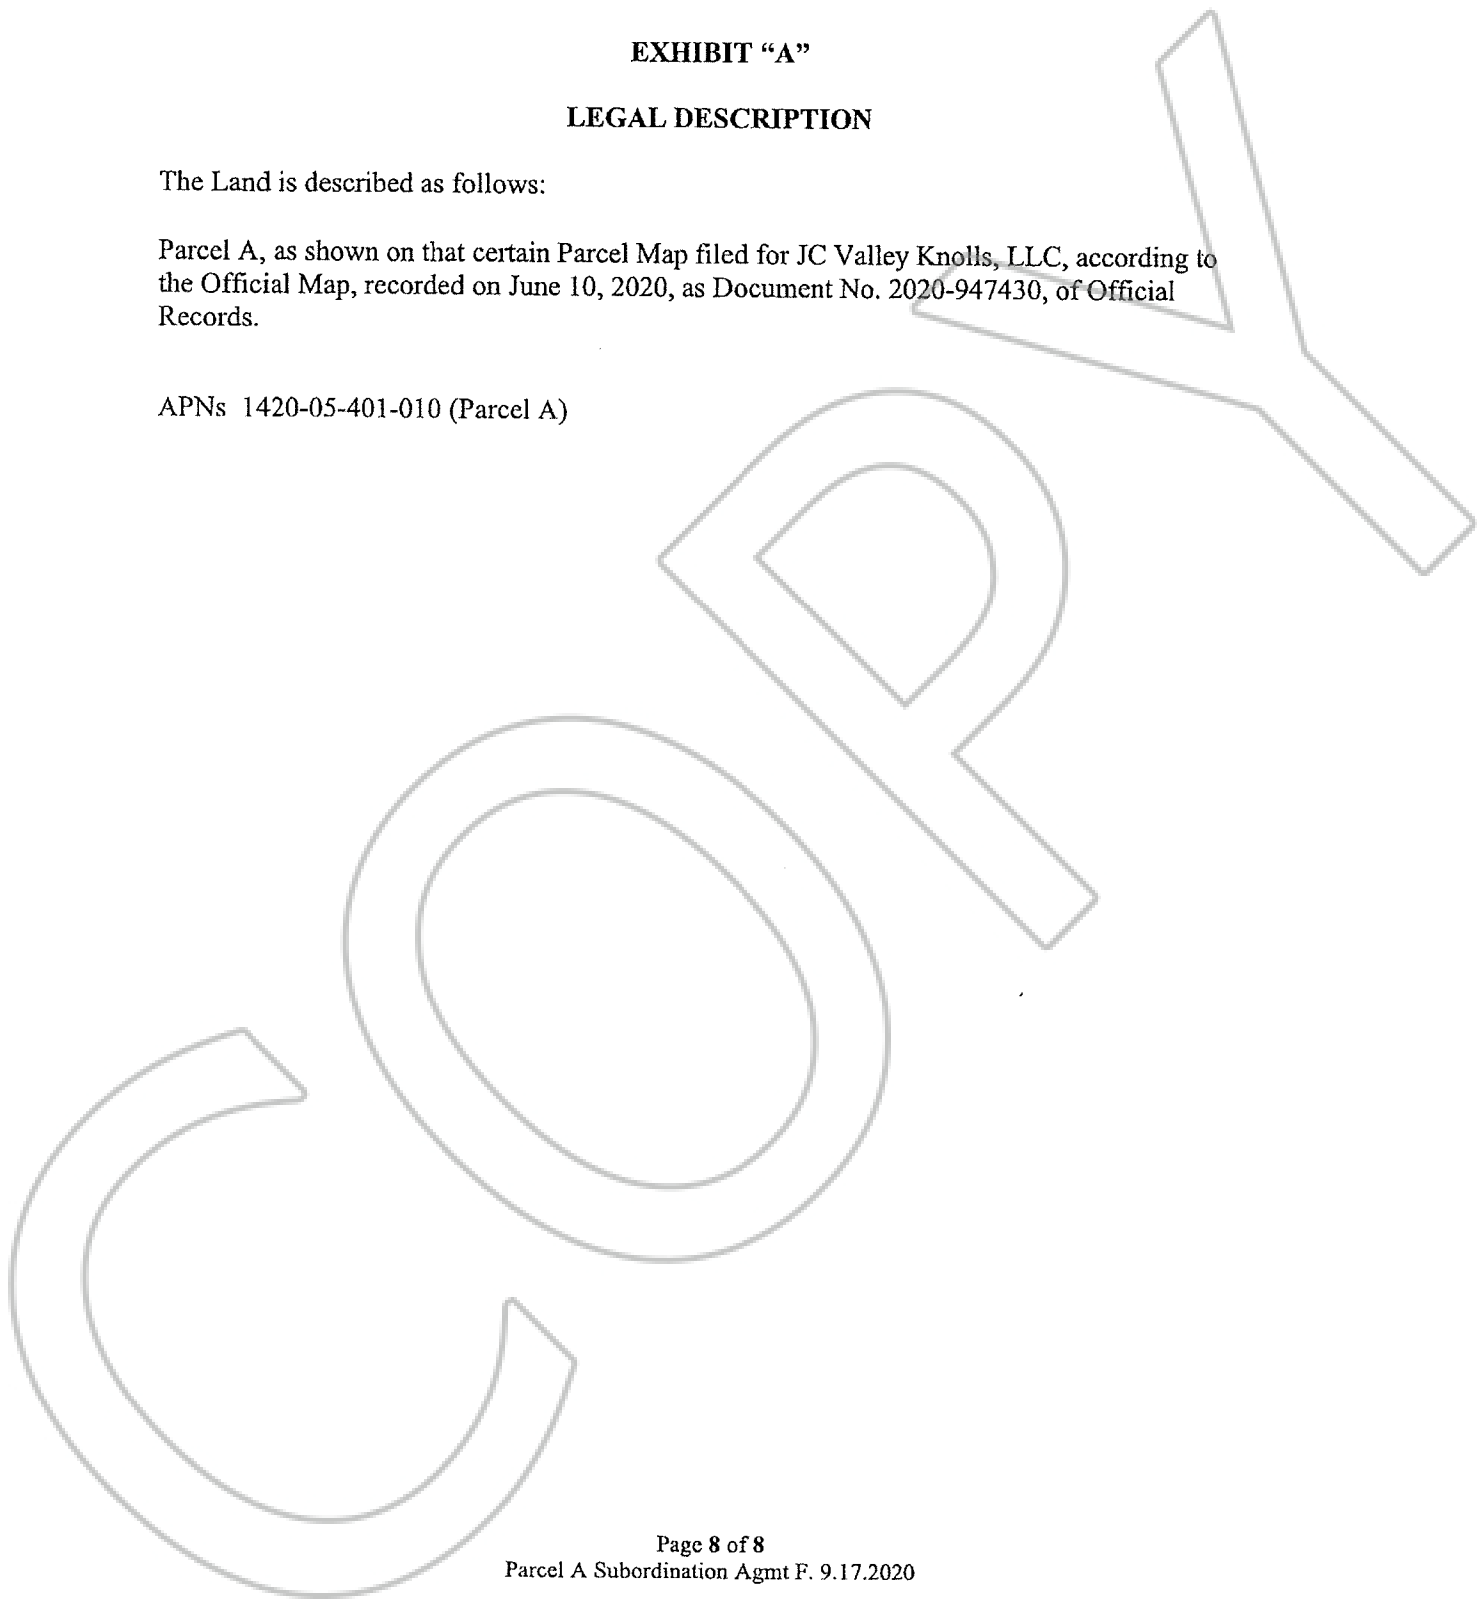 EXHIBIT “A”
LEGAL DESCRIPTION
The Land is described as follows:
Parcel A, as shown on that certain Parcel Map filed for JC Valley Knolls, LLC, according to
the Official Map, recorded on June 10, 2020, as Document No. 2020-947430, of Official
Records.
APNs 1420-05-401-010 (Parcel A)
COPY
Page 8 of 8
Parcel A Subordination Agmt F. 9.17.2020